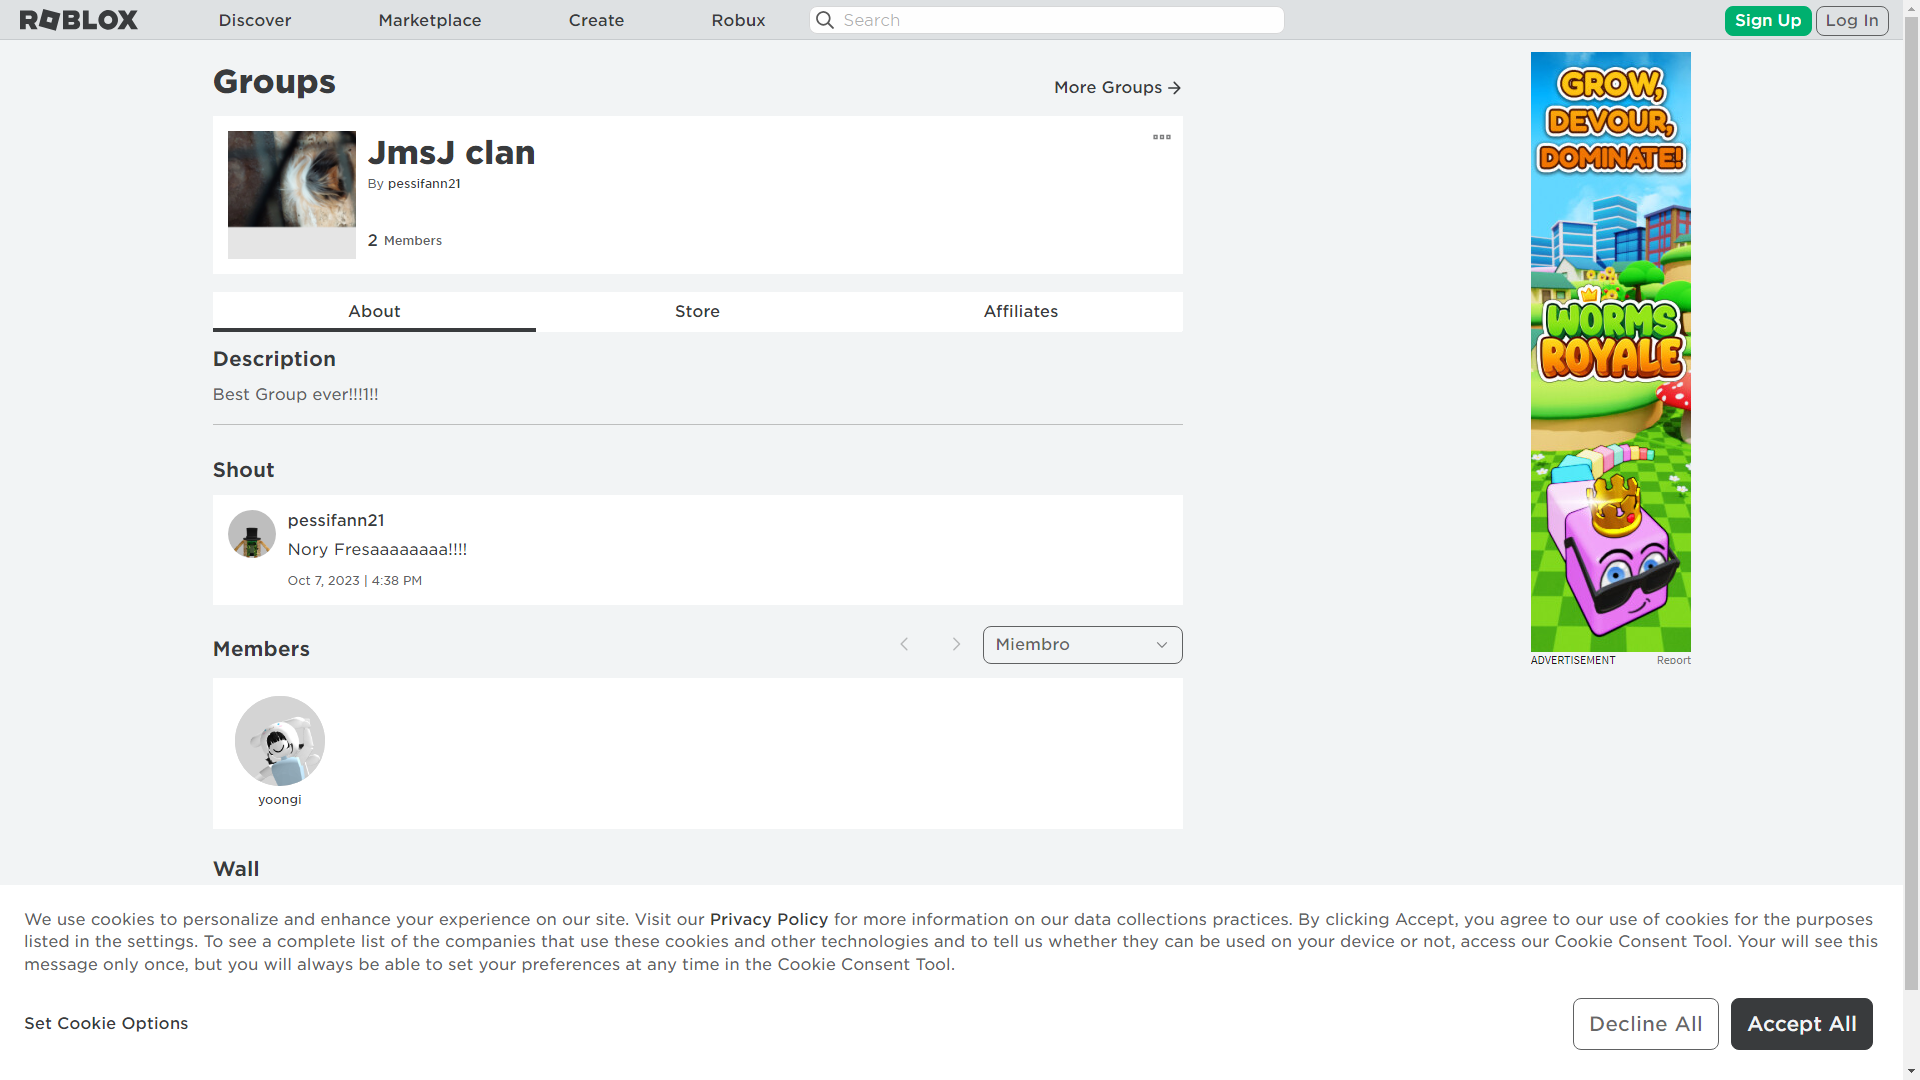 ROBLOX
Discover
Marketplace
Create
Robux
Search
Sign Up
Log In
Groups
More Groups
JmsJ clan
By pessifann21
2 Members
About
Store
Affiliates
Description
Best Group ever!!!1!!
Shout
pessifann21
Nory Fresaaaaaaaa!!!!
Oct 7, 2023 | 4:38 PM
Members
Miembro
yoongi
Wall
GROW,
DEVOUR,
DOMINATE!
WORMS
ROYALE
ADVERTISEMENT
Report
We use cookies to personalize and enhance your experience on our site. Visit our Privacy Policy for more information on our data collections practices. By clicking Accept, you agree to our use of cookies for the purposes
listed in the settings. To see a complete list of the companies that use these cookies and other technologies and to tell us whether they can be used on your device or not, access our Cookie Consent Tool. Your will see this
message only once, but you will always be able to set your preferences at any time in the Cookie Consent Tool.
Set Cookie Options
Decline All
Accept All